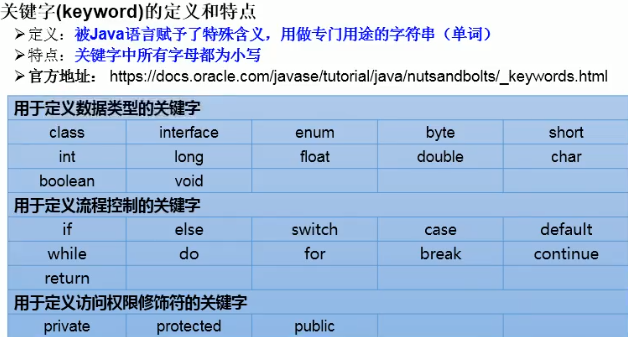 关键字(keyword)的定义和特点
➢定义：被Java语言赋予了特殊含义，用做专门用途的字符串（单词）
➢特点：关键字中所有字母都为小写
➢官方地址： https://docs.oracle.com/javase/tutorial/java/nutsandbolts/_keywords.html
用于定义数据类型的关键字
class interface enum byte short
int long float double char
boolean void
用于定义流程控制的关键字
if else switch case default
while do for break continue
return
用于定义访问权限修饰符的关键字
private protected public